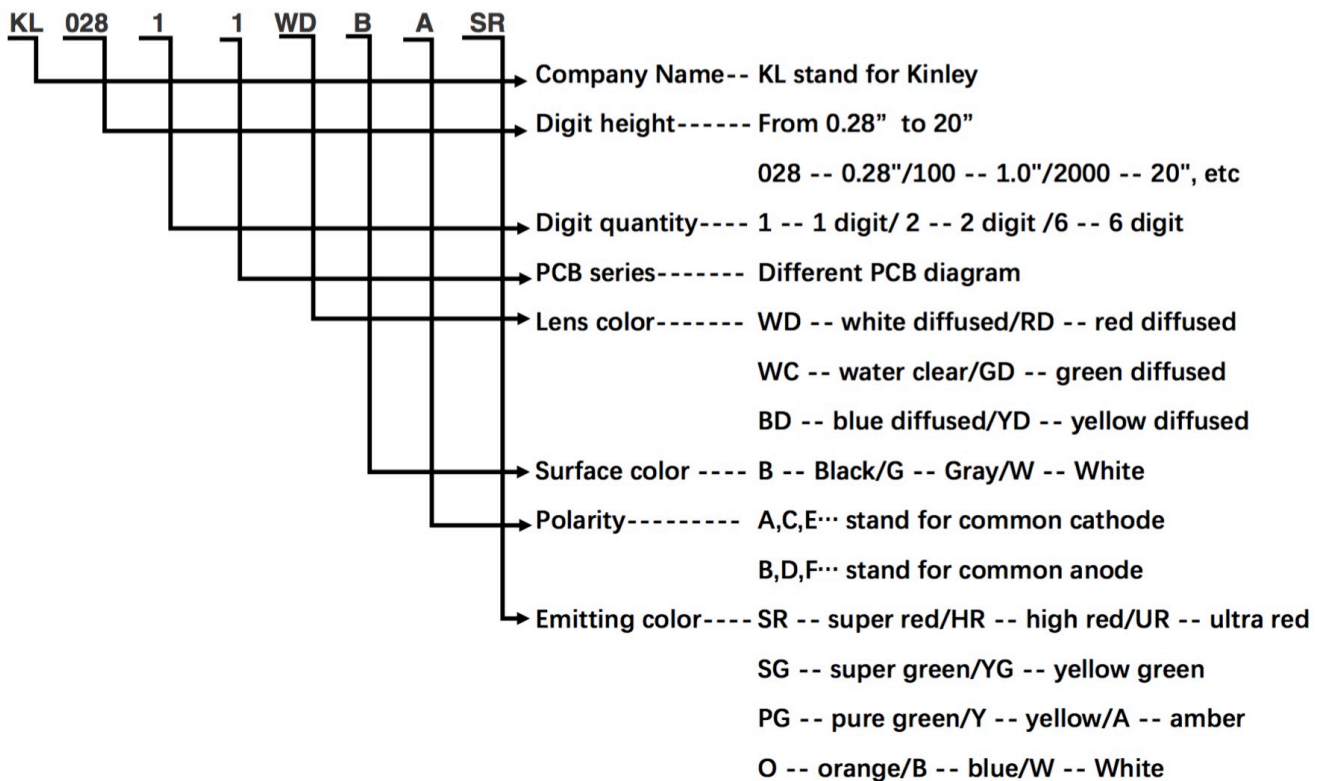 KL 028 1 1 WD B A SR
Company Name-- KL stand for Kinley
Digit height------ From 0.28” to 20”
028 -- 0.28"/100 -- 1.0"/2000 -- 20", etc
Digit quantity---- 1 -- 1 digit/ 2 -- 2 digit /6 -- 6 digit
PCB series------- Different PCB diagram
Lens color------- WD -- white diffused/RD -- red diffused
WC -- water clear/GD -- green diffused
BD -- blue diffused/YD -- yellow diffused
Surface color ---- B -- Black/G -- Gray/W -- White
Polarity--------- A,C,E··· stand for common cathode
B,D,F··· stand for common anode
Emitting color---- SR -- super red/HR -- high red/UR -- ultra red
SG -- super green/YG -- yellow green
PG -- pure green/Y -- yellow/A -- amber
O -- orange/B -- blue/W -- White